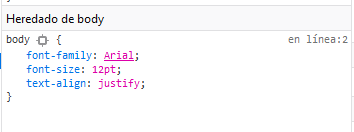 Heredado de body
body { en línea:2
font-family: Arial;
font-size: 12pt;
text-align: justify;
}